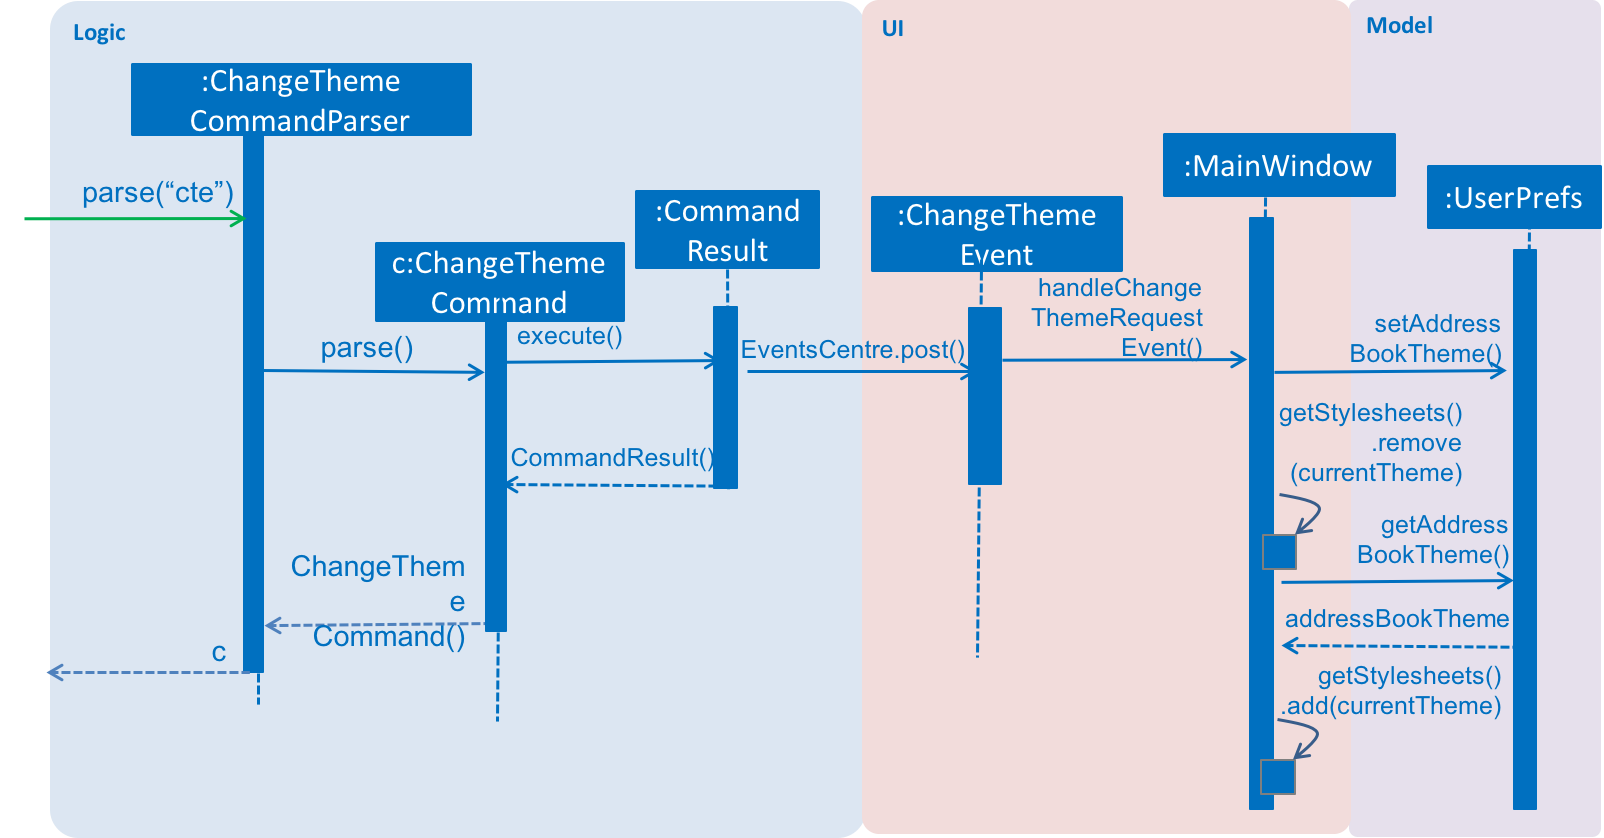 Logic
UI
Model
:ChangeTheme
CommandParser
parse(“cte”)
c:ChangeTheme
Command
:Command
Result
:ChangeTheme
Event
:MainWindow
:UserPrefs
parse()
execute()
EventsCentre.post()
handleChange
ThemeRequest
Event()
setAddress
BookTheme()
getStylesheets()
.remove
(currentTheme)
CommandResult()
getAddress
BookTheme()
ChangeThem
e
Command()
addressBookTheme
c
getStylesheets()
.add(currentTheme)